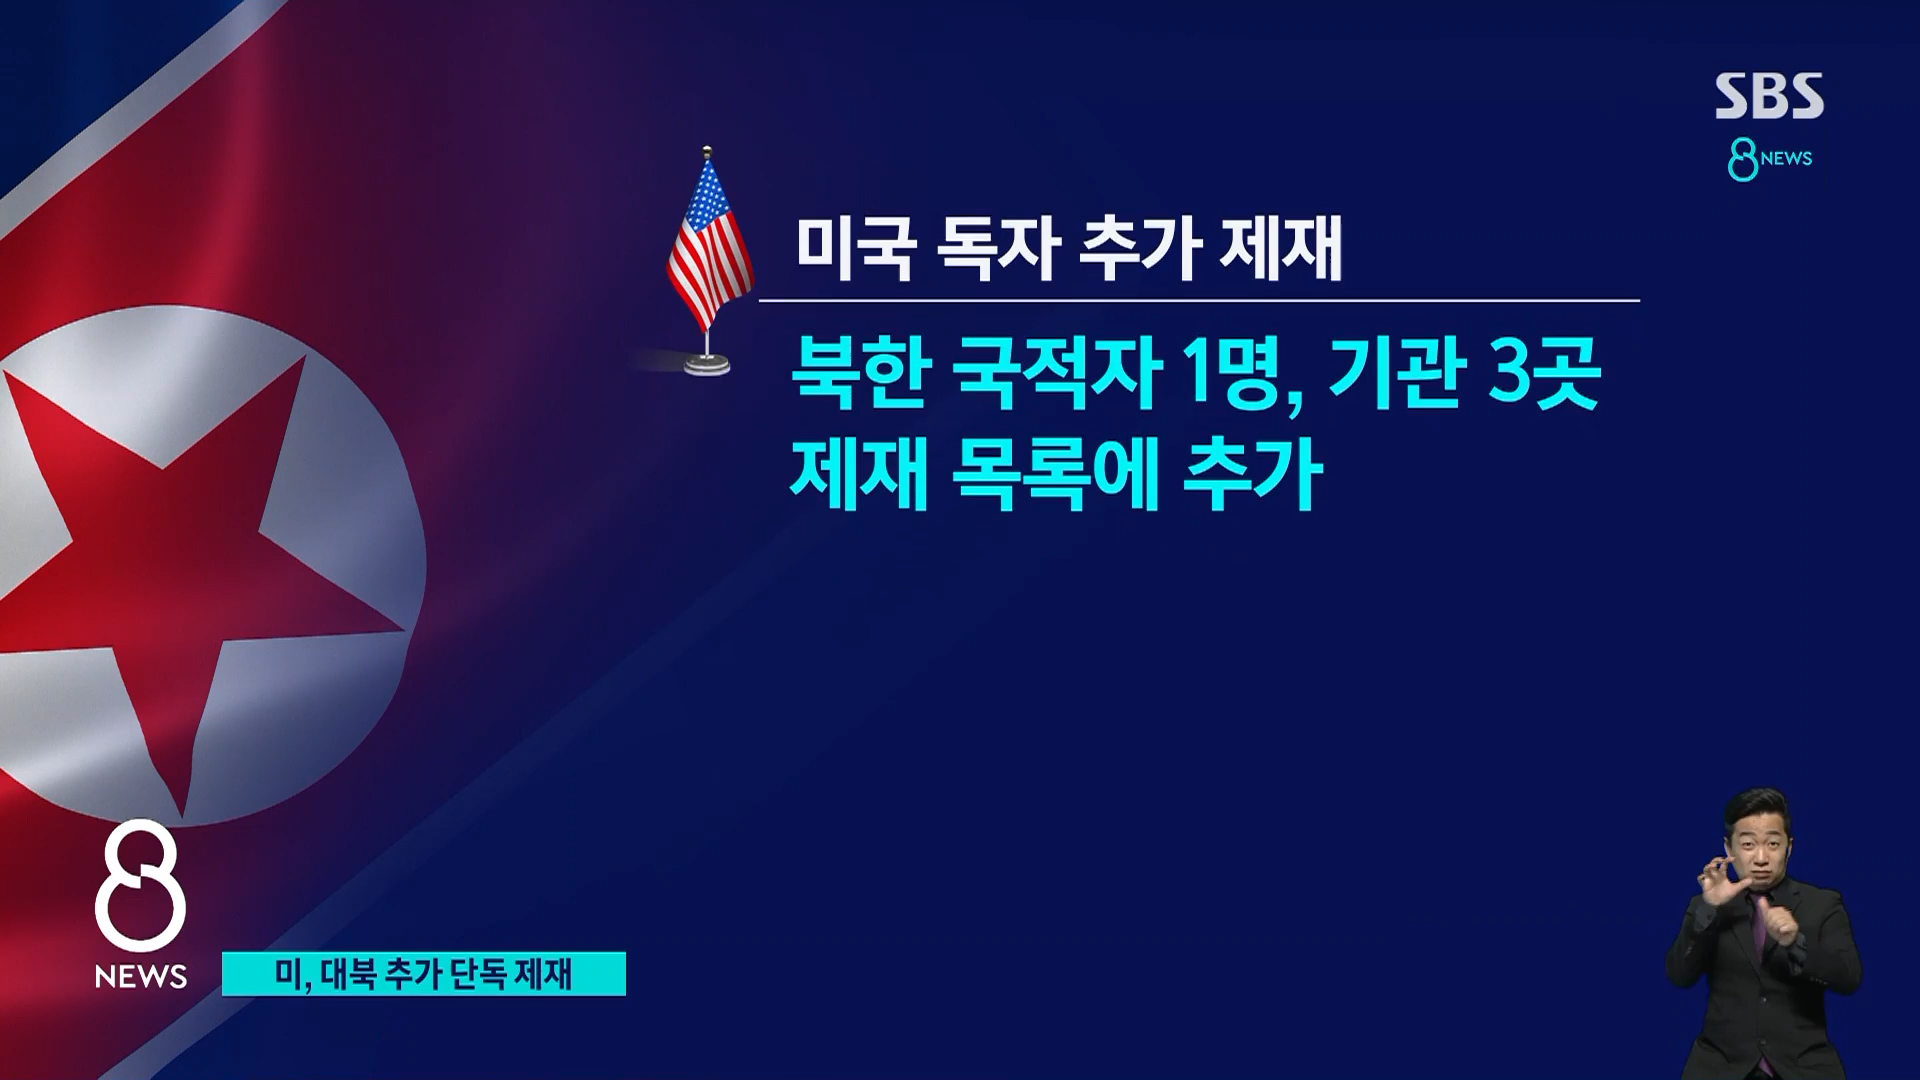 SBS
8 NEWS
미국 독자 추가 제재
북한 국적자 1명, 기관 3곳
제재 목록에 추가
8
NEWS
미, 대북 추가 단독 제재